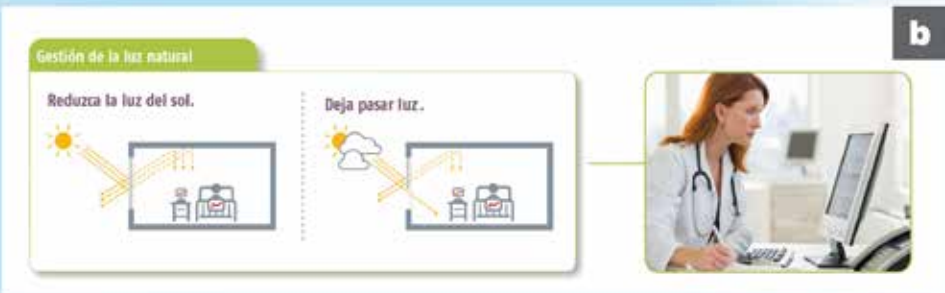 b
Gestión de la luz natural
Reduzca la luz del sol.
Deja pasar luz.